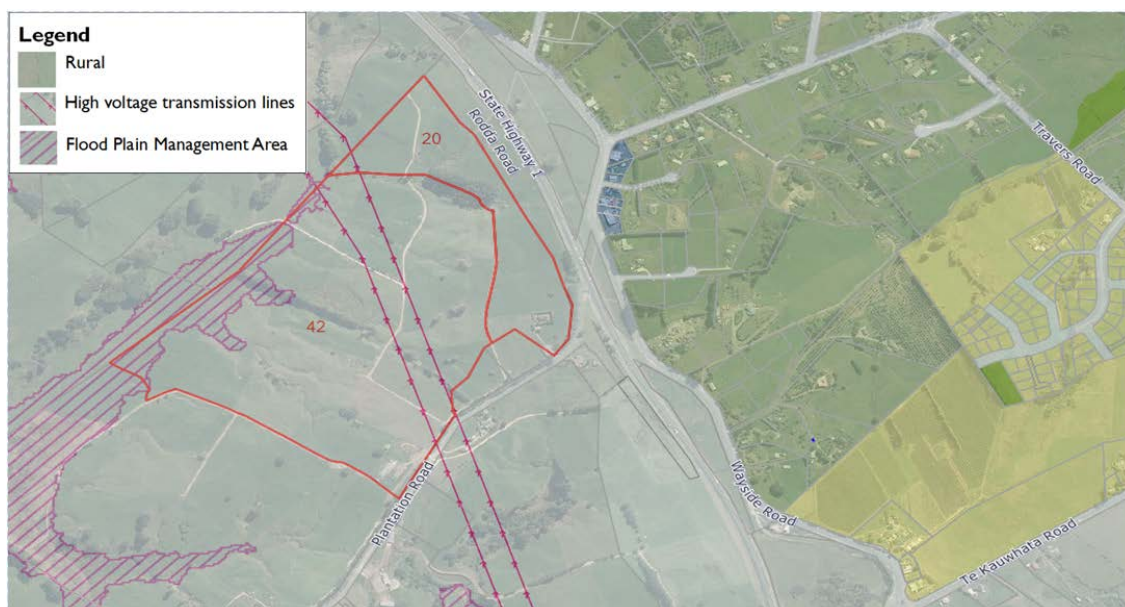 Legend
Rural
High voltage transmission lines
Flood Plain Management Area
20
State Highway 1
Rodda Road
Travers Road
42
Plantation Road
Wayside Road
Te Kauwhata Road